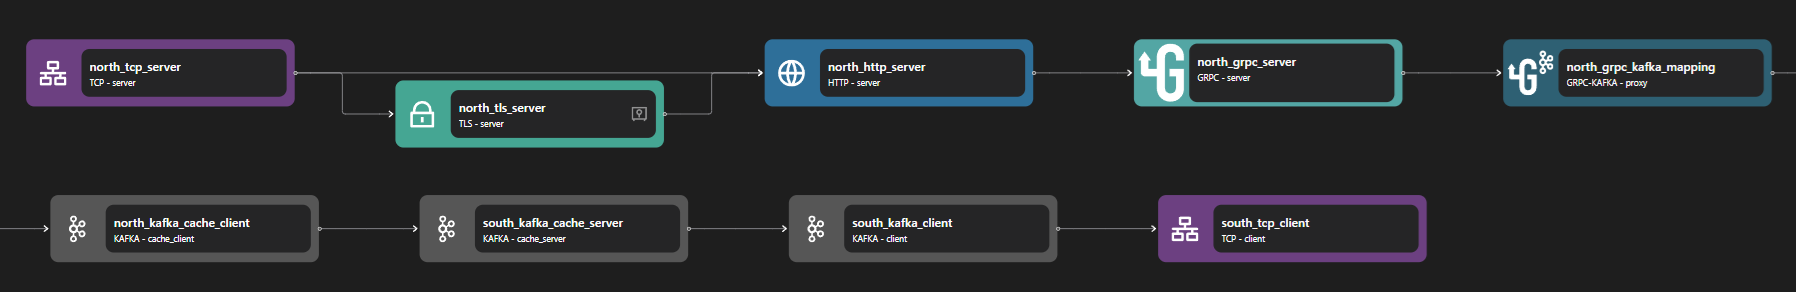 north_tcp_server
TCP - server
north_tls_server
TLS - server
north_http_server
HTTP - server
north_grpc_server
GRPC - server
north_grpc_kafka_mapping
GRPC-KAFKA - proxy
north_kafka_cache_client
KAFKA - cache_client
south_kafka_cache_server
KAFKA - cache_server
south_kafka_client
KAFKA - client
south_tcp_client
TCP - client